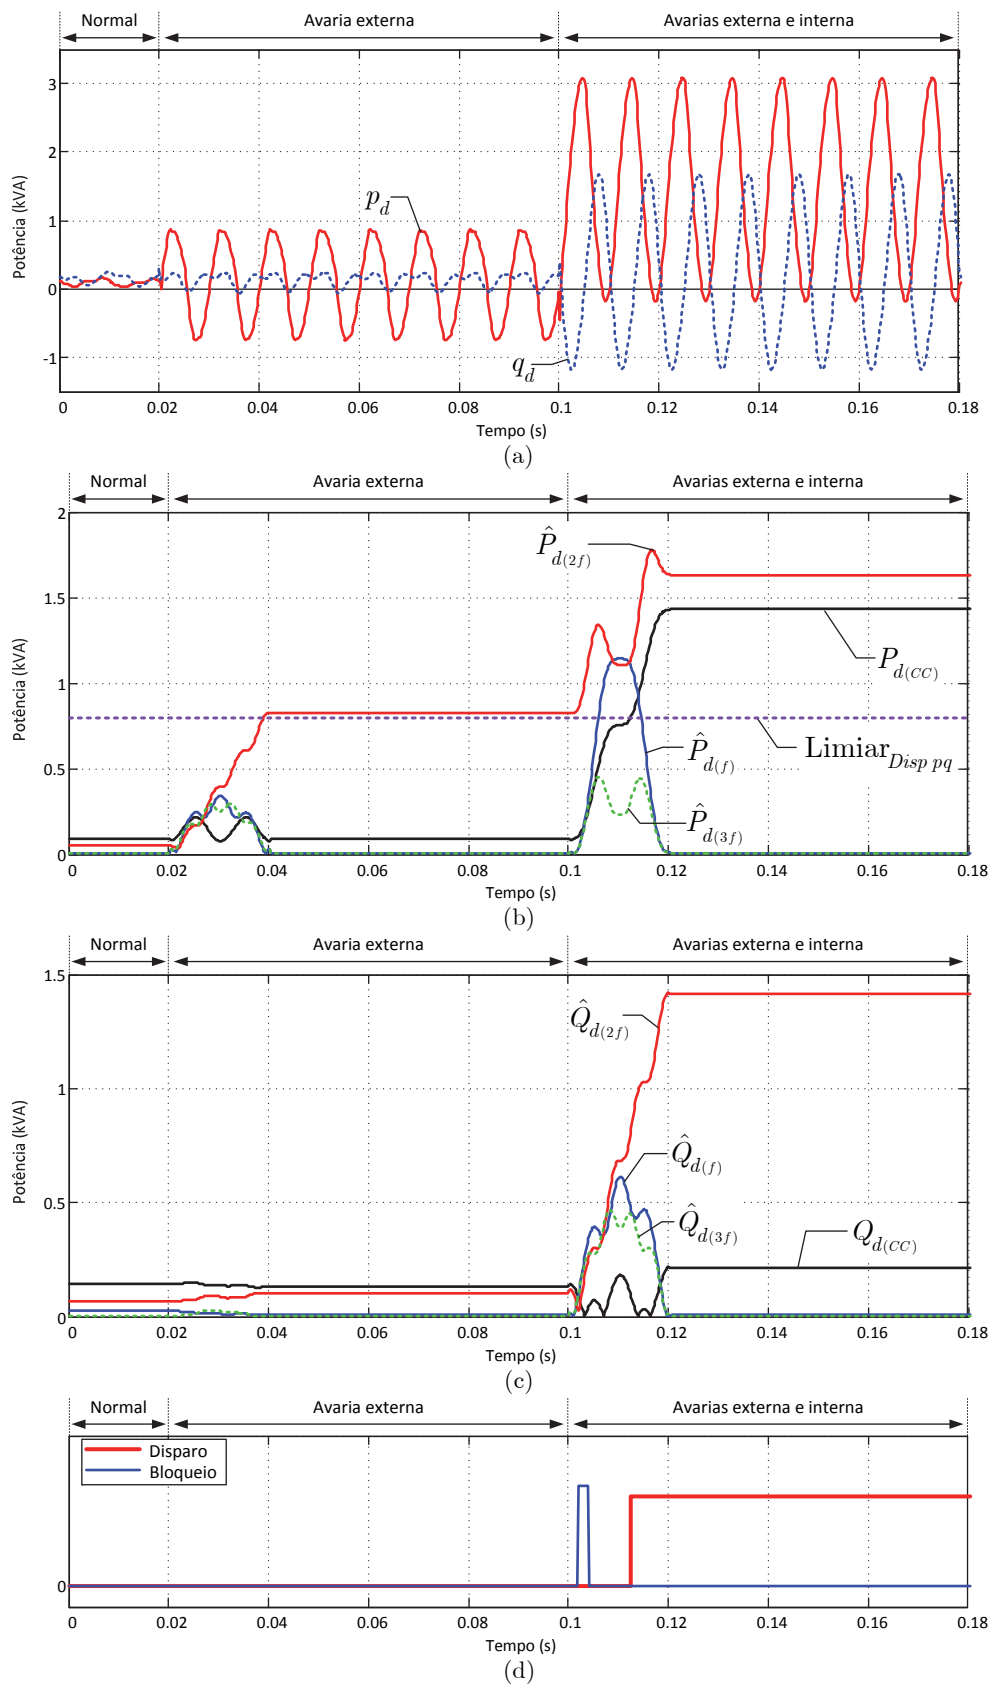 Normal Avaria externa Avarias externa e interna
Potência (kVA)
3
2
1
0
-1
p_d
q_d
0 0.02 0.04 0.06 0.08 0.1 0.12 0.14 0.16 0.18
Tempo (s)
(a)
Normal Avaria externa Avarias externa e interna
Potência (kVA)
2
1.5
1
0.5
0
P̂_d(2f)
P_d(CC)
P̂_d(f)
Limiar_Disp pq
P̂_d(3f)
0 0.02 0.04 0.06 0.08 0.1 0.12 0.14 0.16 0.18
Tempo (s)
(b)
Normal Avaria externa Avarias externa e interna
Potência (kVA)
1.5
1
0.5
0
Q̂_d(2f)
Q̂_d(f)
Q̂_d(3f)
Q_d(CC)
0 0.02 0.04 0.06 0.08 0.1 0.12 0.14 0.16 0.18
Tempo (s)
(c)
Normal Avaria externa Avarias externa e interna
Disparo
Bloqueio
0
0 0.02 0.04 0.06 0.08 0.1 0.12 0.14 0.16 0.18
Tempo (s)
(d)